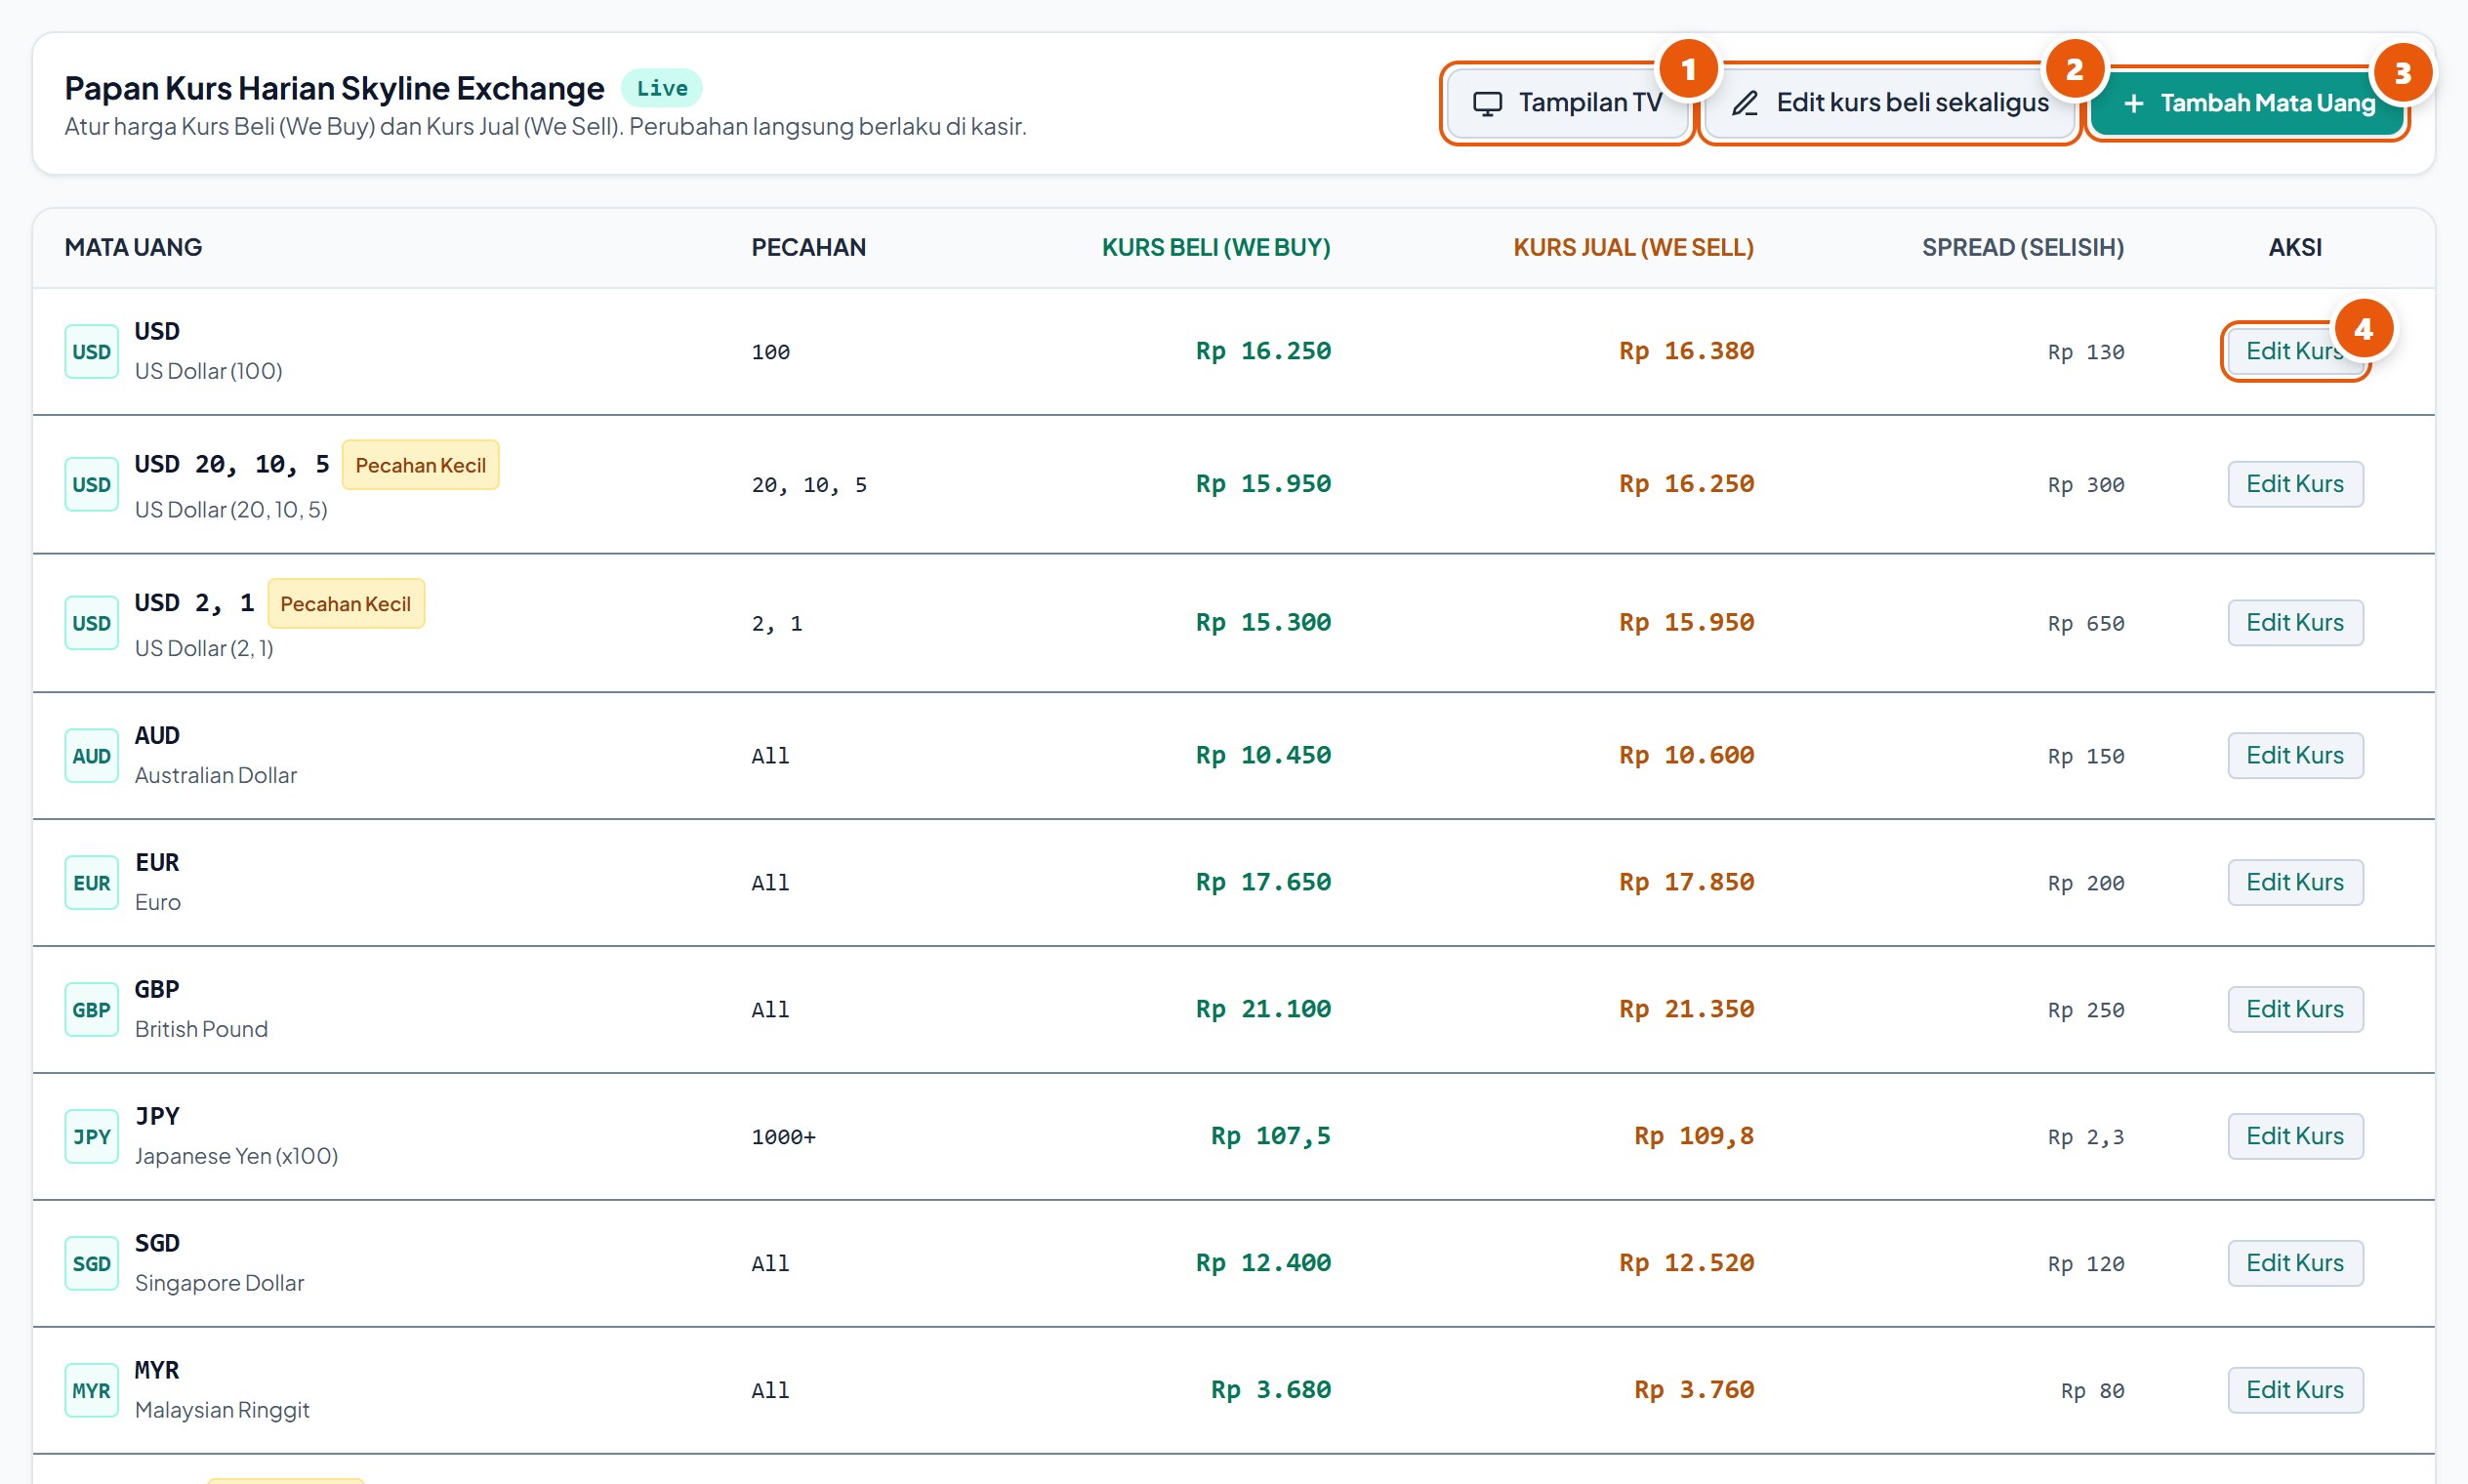 Papan Kurs Harian Skyline Exchange Live
Atur harga Kurs Beli (We Buy) dan Kurs Jual (We Sell). Perubahan langsung berlaku di kasir.
1 2 3
Tampilan TV Edit kurs beli sekaligus + Tambah Mata Uang
MATA UANG PECAHAN KURS BELI (WE BUY) KURS JUAL (WE SELL) SPREAD (SELISIH) AKSI
4
USD USD 100 Rp 16.250 Rp 16.380 Rp 130 Edit Kurs
US Dollar (100)
USD USD 20, 10, 5 Pecahan Kecil 20, 10, 5 Rp 15.950 Rp 16.250 Rp 300 Edit Kurs
US Dollar (20, 10, 5)
USD USD 2, 1 Pecahan Kecil 2, 1 Rp 15.300 Rp 15.950 Rp 650 Edit Kurs
US Dollar (2, 1)
AUD AUD All Rp 10.450 Rp 10.600 Rp 150 Edit Kurs
Australian Dollar
EUR EUR All Rp 17.650 Rp 17.850 Rp 200 Edit Kurs
Euro
GBP GBP All Rp 21.100 Rp 21.350 Rp 250 Edit Kurs
British Pound
JPY JPY 1000+ Rp 107,5 Rp 109,8 Rp 2,3 Edit Kurs
Japanese Yen (x100)
SGD SGD All Rp 12.400 Rp 12.520 Rp 120 Edit Kurs
Singapore Dollar
MYR MYR All Rp 3.680 Rp 3.760 Rp 80 Edit Kurs
Malaysian Ringgit